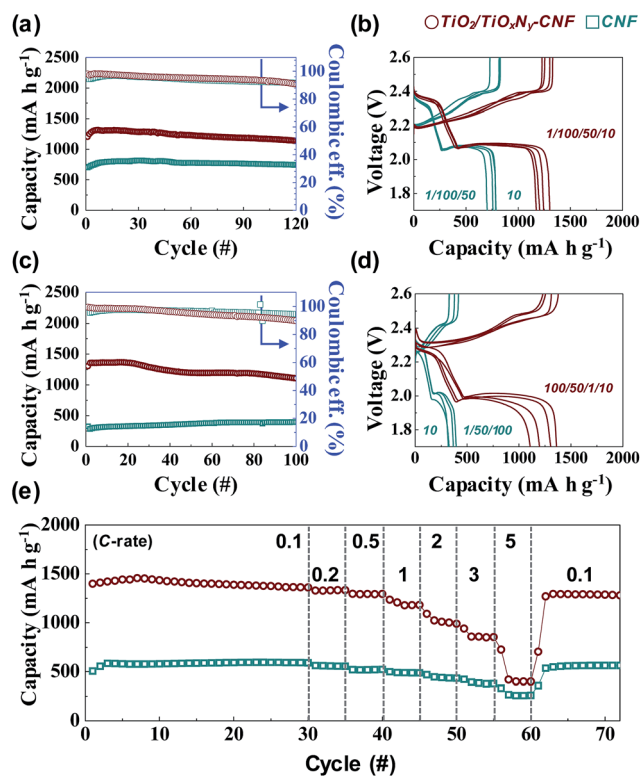 TiO2/TiOxNy-CNF CNF
(a)
2500
2000
1500
1000
500
0
Capacity (mA h g-1)
0 30 60 90 120
Cycle (#)
100
80
60
40
20
0
Coulombic eff. (%)
(b)
2.6
2.4
2.2
2.0
1.8
Voltage (V)
1/100/50/10
1/100/50
10
0 500 1000 1500 2000
Capacity (mA h g-1)
(c)
2500
2000
1500
1000
500
0
Capacity (mA h g-1)
0 20 40 60 80 100
Cycle (#)
100
80
60
40
20
0
Coulombic eff. (%)
(d)
2.6
2.4
2.2
2.0
1.8
Voltage (V)
100/50/1/10
10
1/50/100
0 500 1000 1500 2000
Capacity (mA h g-1)
(e)
2000
1500
1000
500
0
Capacity (mA h g-1)
(C-rate)
0.1 0.2 0.5 1 2 3 5 0.1
0 10 20 30 40 50 60 70
Cycle (#)